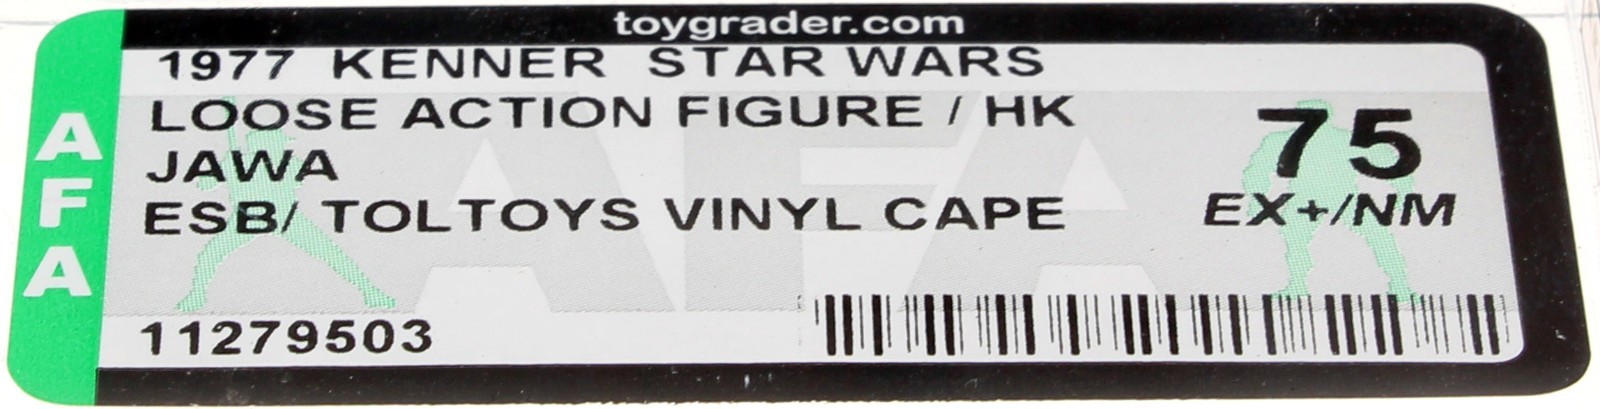 toygrader.com
1977 KENNER STAR WARS
LOOSE ACTION FIGURE / HK
JAWA
ESB/ TOLTOYS VINYL CAPE
75
EX+/NM
11279503
AFA
AFA